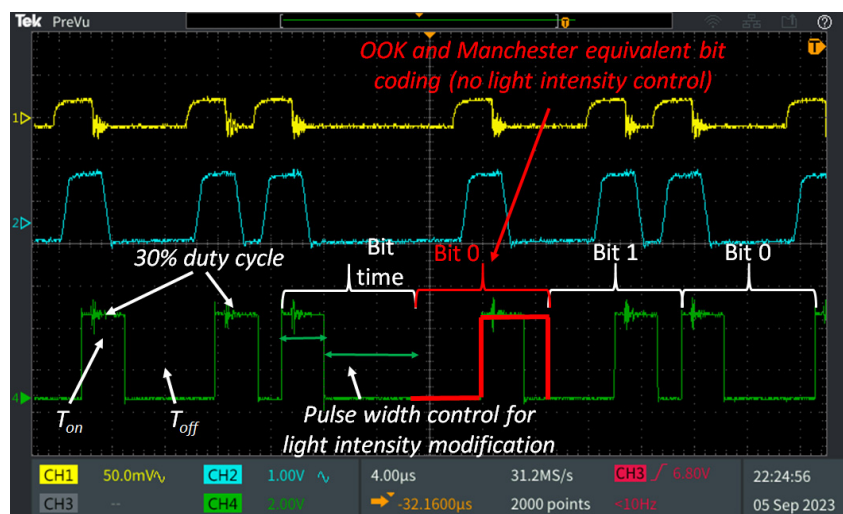 Tek PreVu
T
?
OOK and Manchester equivalent bit
coding (no light intensity control)
T
1
2
30% duty cycle
Bit
time
Bit 0
Bit 1
Bit 0
4
T_on
T_off
Pulse width control for
light intensity modification
CH1 50.0mV CH2 1.00V 4.00µs 31.2MS/s CH3 6.80V 22:24:56
CH3 -- CH4 2.00V -32.1600µs 2000 points <10Hz 05 Sep 2023